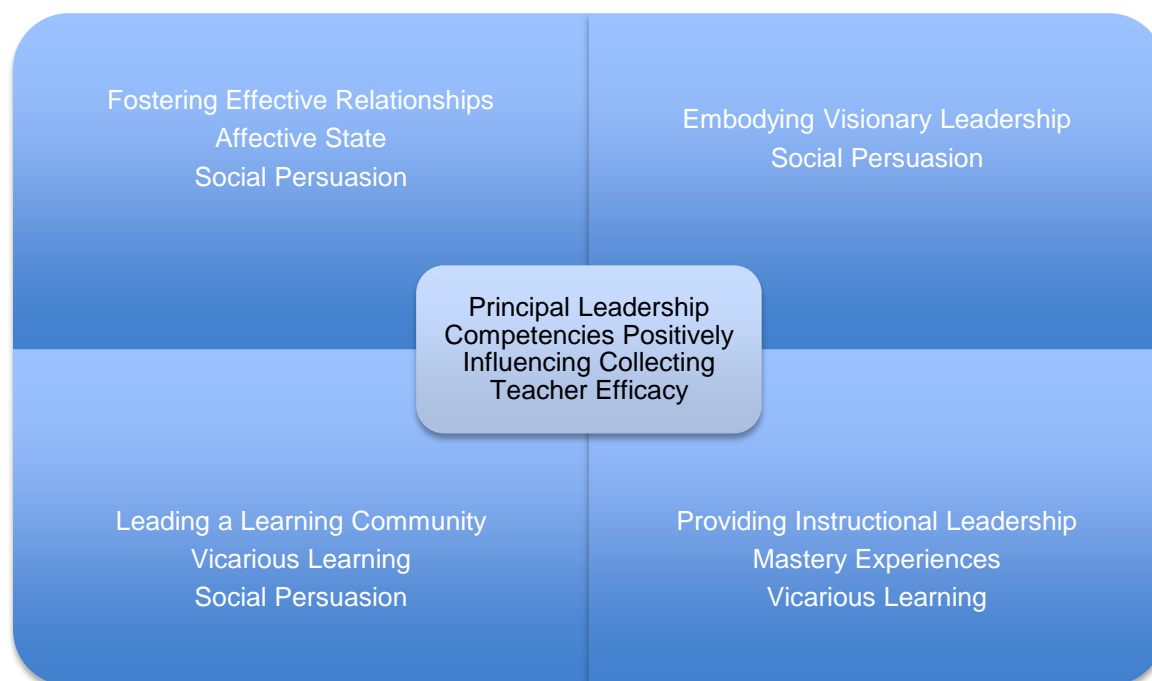 Fostering Effective Relationships
Affective State
Social Persuasion
Embodying Visionary Leadership
Social Persuasion
Principal Leadership
Competencies Positively
Influencing Collecting
Teacher Efficacy
Leading a Learning Community
Vicarious Learning
Social Persuasion
Providing Instructional Leadership
Mastery Experiences
Vicarious Learning